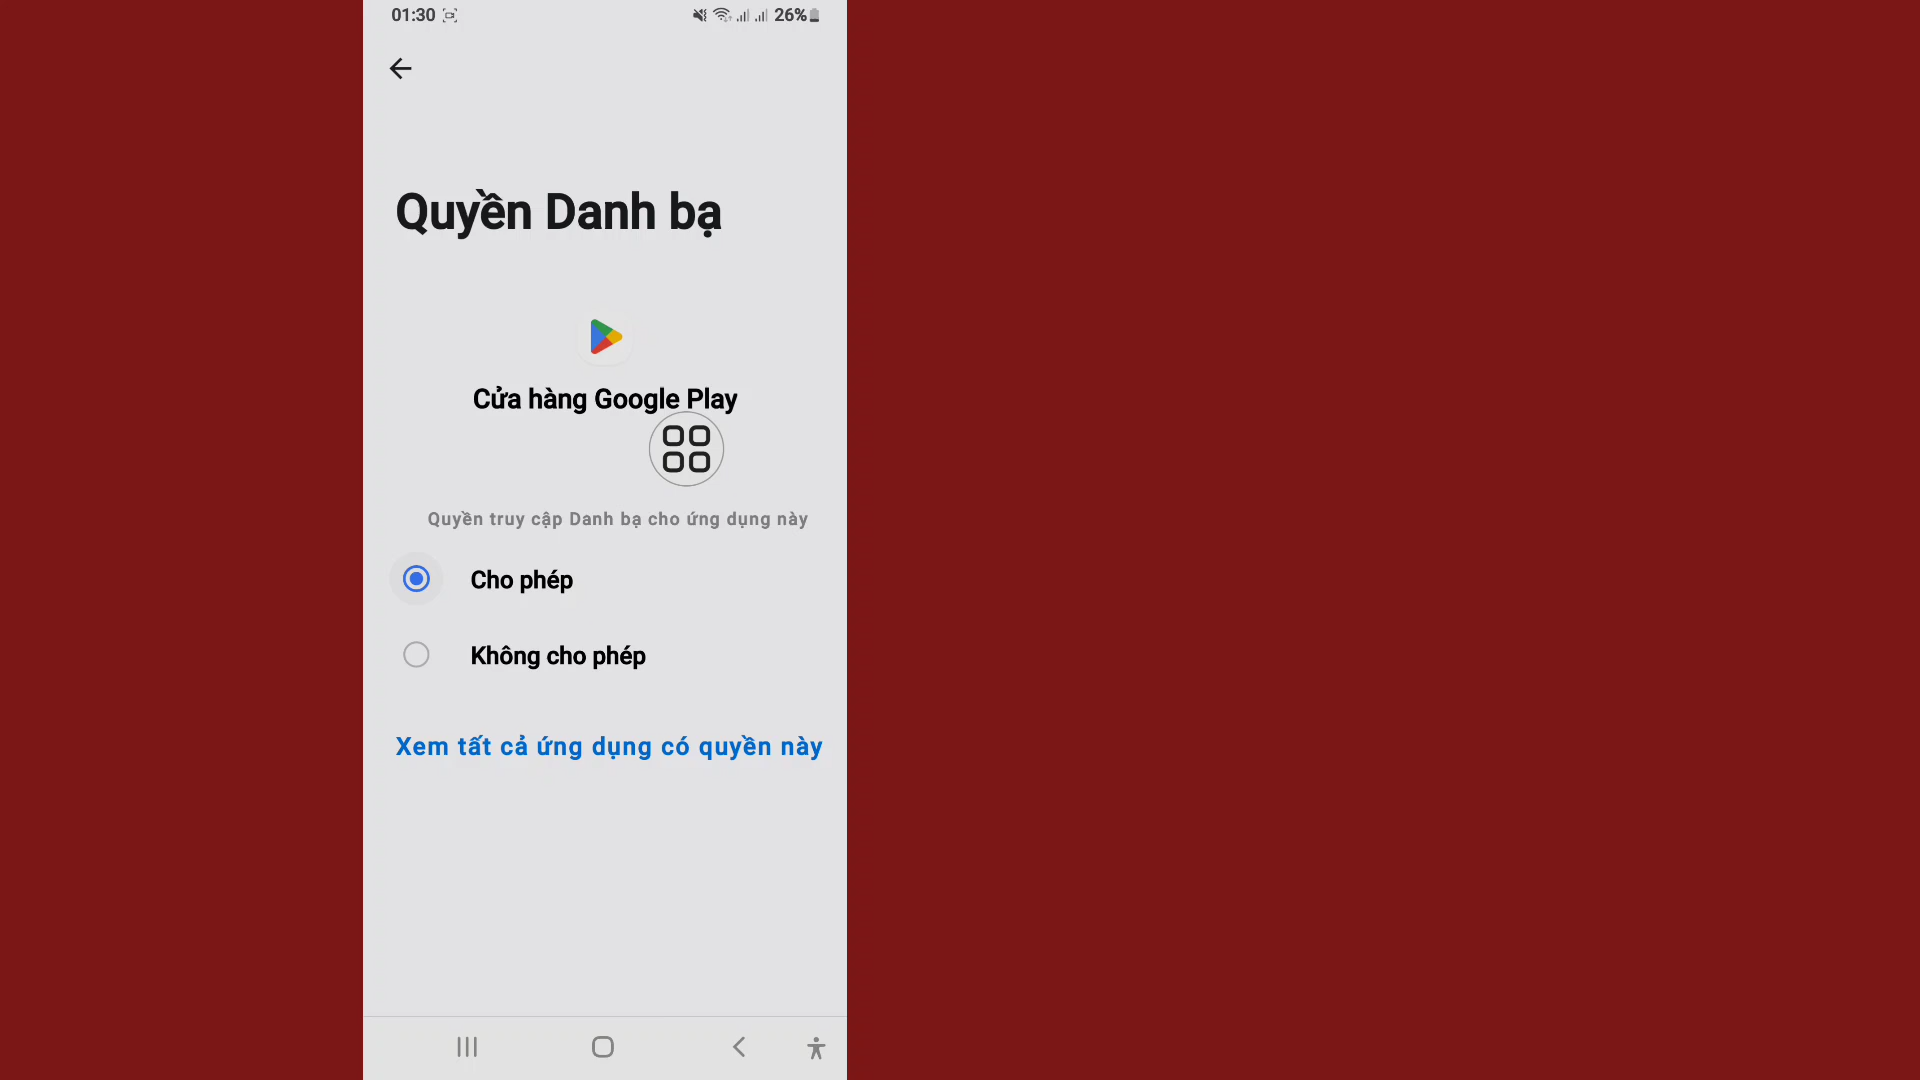 01:30
26%
Quyền Danh bạ
Cửa hàng Google Play
Quyền truy cập Danh bạ cho ứng dụng này
Cho phép
Không cho phép
Xem tất cả ứng dụng có quyền này